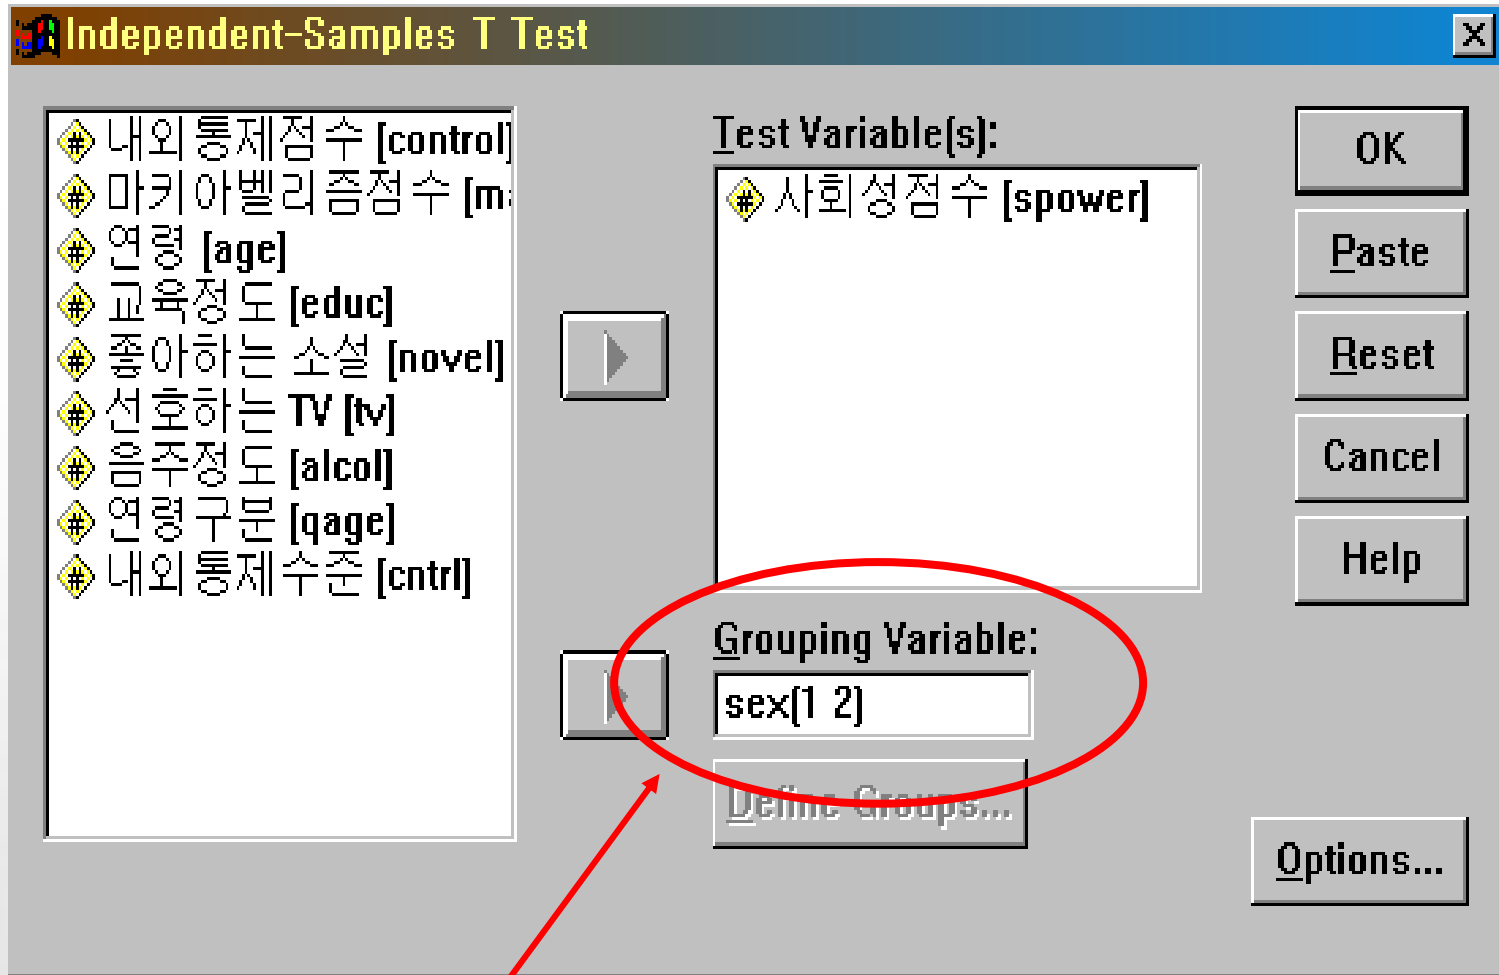 Independent-Samples T Test
내외통제점수 [control]
마키아벨리즘점수
연령 [age]
교육정도 [educ]
좋아하는 소설 [novel]
선호하는 TV [tv]
음주정도 [alcol]
연령구분 [qage]
내외통제수준 [cntrl]
Test Variable(s):
사회성점수 [spower]
Grouping Variable:
sex(1 2)
Define Groups...
OK
Paste
Reset
Cancel
Help
Options...